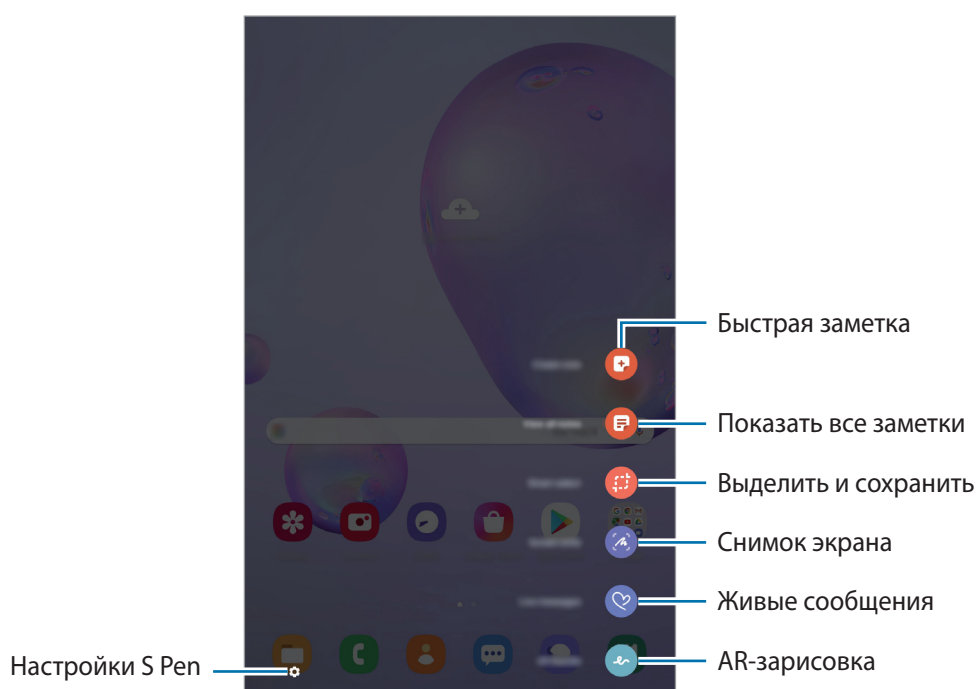 Быстрая заметка
Показать все заметки
Выделить и сохранить
Снимок экрана
Живые сообщения
AR-зарисовка
Настройки S Pen